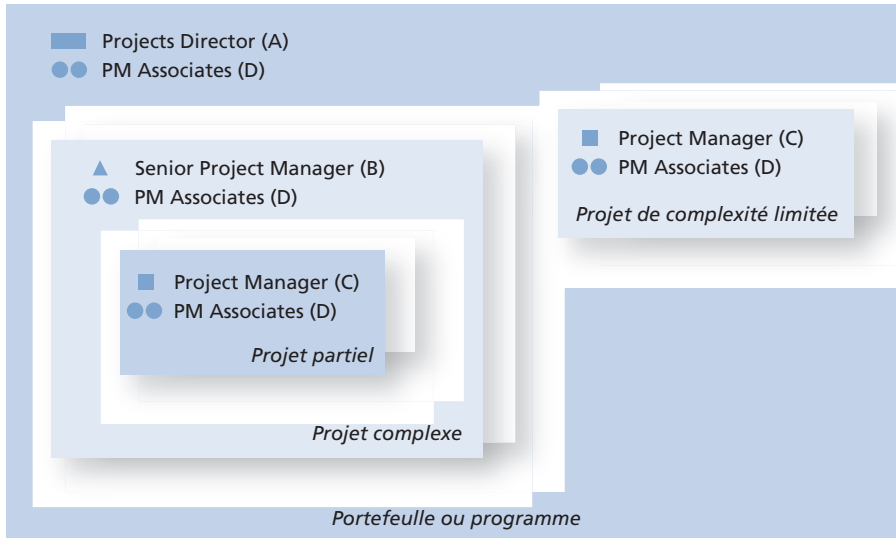 Projects Director (A)
PM Associates (D)
Senior Project Manager (B)
PM Associates (D)
Project Manager (C)
PM Associates (D)
Projet partiel
Projet complexe
Project Manager (C)
PM Associates (D)
Projet de complexité limitée
Portefeulle ou programme